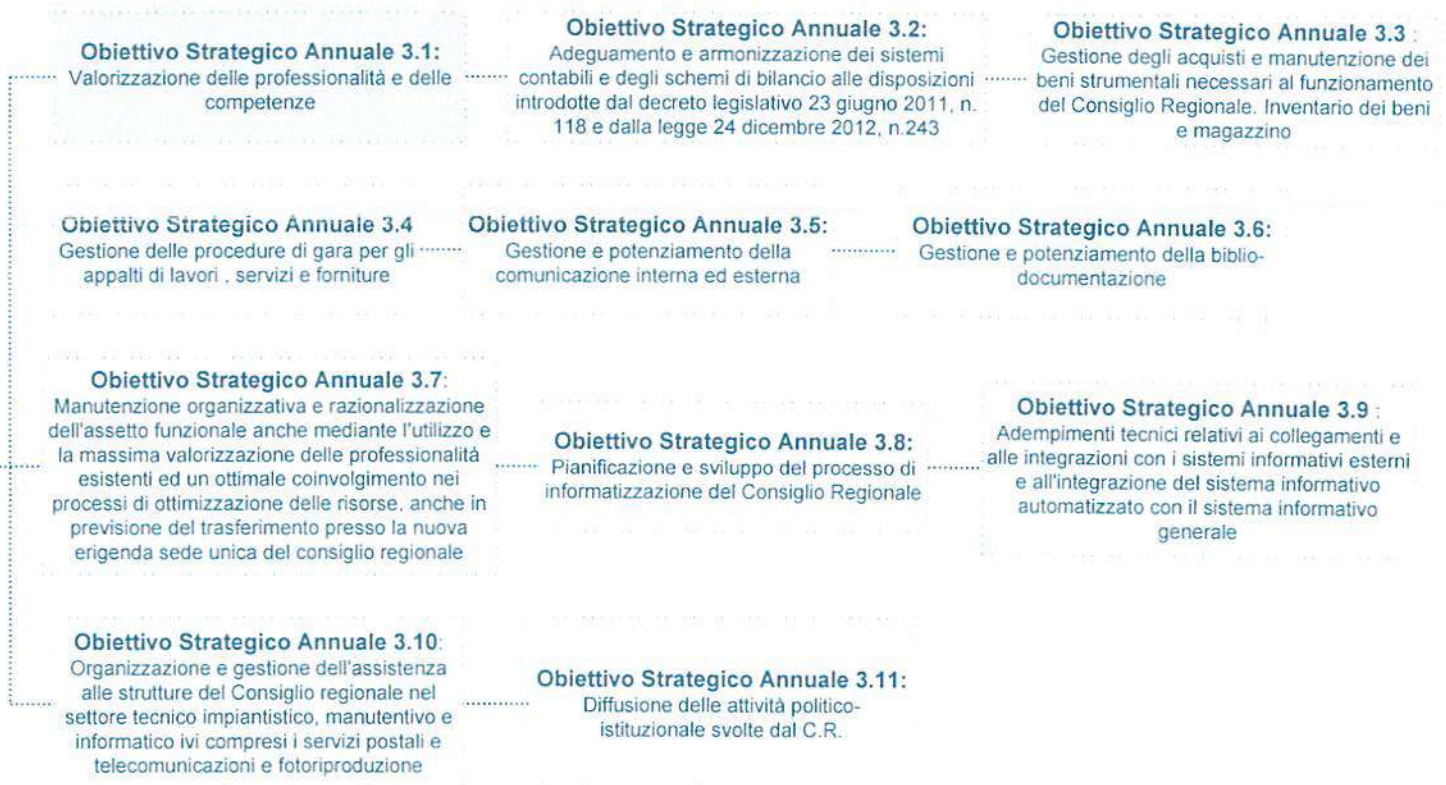 Obiettivo Strategico Annuale 3.1:
Valorizzazione delle professionalità e delle
competenze
Obiettivo Strategico Annuale 3.2:
Adeguamento e armonizzazione dei sistemi
contabili e degli schemi di bilancio alle disposizioni
introdotte dal decreto legislativo 23 giugno 2011, n.
118 e dalla legge 24 dicembre 2012, n.243
Obiettivo Strategico Annuale 3.3 :
Gestione degli acquisti e manutenzione dei
beni strumentali necessari al funzionamento
del Consiglio Regionale. Inventario dei beni
e magazzino
Obiettivo Strategico Annuale 3.4
Gestione delle procedure di gara per gli
appalti di lavori , servizi e forniture
Obiettivo Strategico Annuale 3.5:
Gestione e potenziamento della
comunicazione interna ed esterna
Obiettivo Strategico Annuale 3.6:
Gestione e potenziamento della biblio-
documentazione
Obiettivo Strategico Annuale 3.7:
Manutenzione organizzativa e razionalizzazione
dell'assetto funzionale anche mediante l'utilizzo e
la massima valorizzazione delle professionalità
esistenti ed un ottimale coinvolgimento nei
processi di ottimizzazione delle risorse, anche in
previsione del trasferimento presso la nuova
erigenda sede unica del consiglio regionale
Obiettivo Strategico Annuale 3.8:
Pianificazione e sviluppo del processo di
informatizzazione del Consiglio Regionale
Obiettivo Strategico Annuale 3.9 :
Adempimenti tecnici relativi ai collegamenti e
alle integrazioni con i sistemi informativi esterni
e all'integrazione del sistema informativo
automatizzato con il sistema informativo
generale
Obiettivo Strategico Annuale 3.10:
Organizzazione e gestione dell'assistenza
alle strutture del Consiglio regionale nel
settore tecnico impiantistico, manutentivo e
informatico ivi compresi i servizi postali e
telecomunicazioni e fotoriproduzione
Obiettivo Strategico Annuale 3.11:
Diffusione delle attività politico-
istituzionale svolte dal C.R.